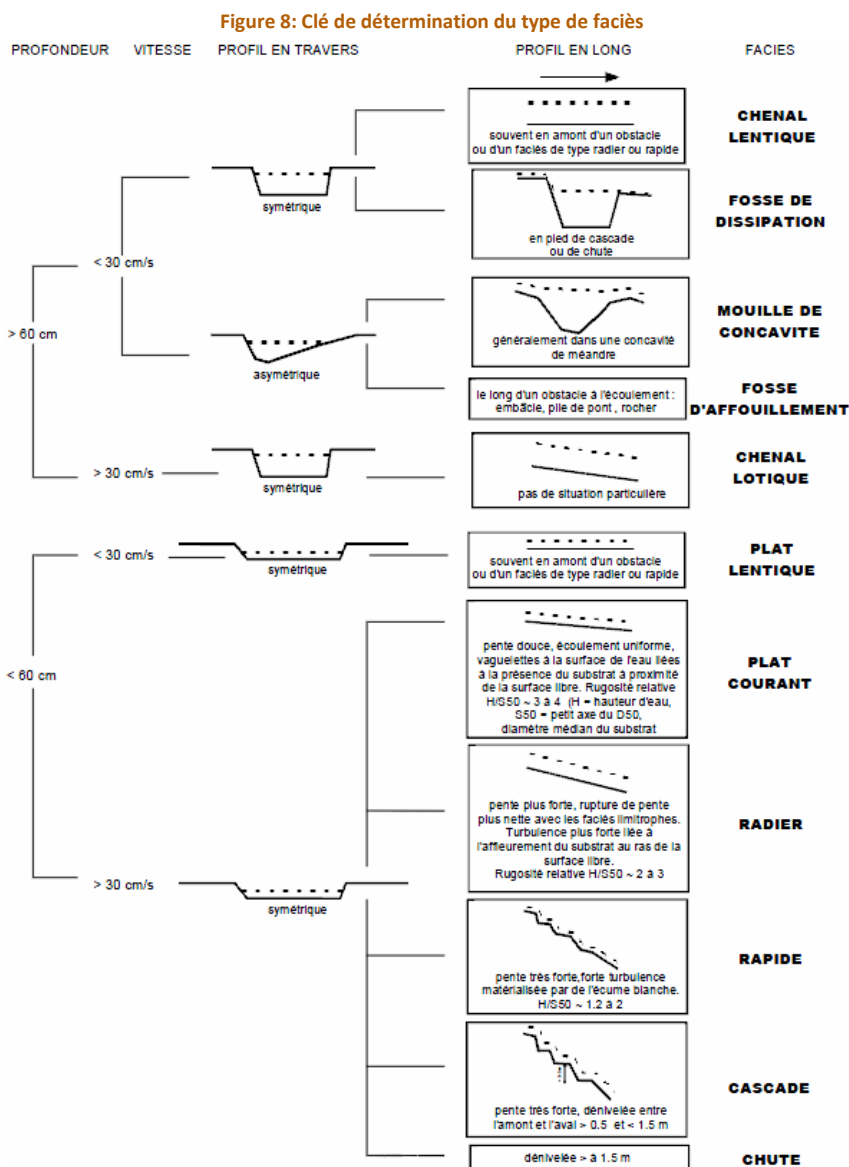 Figure 8: Clé de détermination du type de faciès
PROFONDEUR VITESSE PROFIL EN TRAVERS PROFIL EN LONG FACIES
souvent en amont d'un obstacle
ou d'un faciès de type radier ou rapide
CHENAL
LENTIQUE
symétrique
en pied de cascade
ou de chute
FOSSE DE
DISSIPATION
< 30 cm/s
> 60 cm
asymétrique
généralement dans une concavité
de méandre
MOUILLE DE
CONCAVITE
le long d'un obstacle à l'écoulement :
embâcle, pile de pont , rocher
FOSSE
D'AFFOUILLEMENT
> 30 cm/s
symétrique
pas de situation particulière
CHENAL
LOTIQUE
< 30 cm/s
symétrique
souvent en amont d'un obstacle
ou d'un faciès de type radier ou rapide
PLAT
LENTIQUE
< 60 cm
pente douce, écoulement uniforme,
vaguelettes à la surface de l'eau liées
à la présence du substrat à proximité
de la surface libre. Rugosité relative
H/S50 ~ 3 à 4 (H = hauteur d'eau,
S50 = petit axe du D50,
diamètre médian du substrat
PLAT
COURANT
pente plus forte, rupture de pente
plus nette avec les faciès limitrophes.
Turbulence plus forte liée à
l'affleurement du substrat au ras de la
surface libre.
Rugosité relative H/S50 ~ 2 à 3
RADIER
> 30 cm/s
symétrique
pente très forte,forte turbulence
matérialisée par de l'écume blanche.
H/S50 ~ 1.2 à 2
RAPIDE
pente très forte, dénivelée entre
l'amont et l'aval > 0.5 et < 1.5 m
CASCADE
dénivelée > à 1.5 m
CHUTE